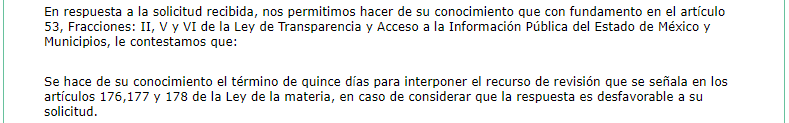 En respuesta a la solicitud recibida, nos permitimos hacer de su conocimiento que con fundamento en el artículo
53, Fracciones: II, V y VI de la Ley de Transparencia y Acceso a la Información Pública del Estado de México y
Municipios, le contestamos que:
Se hace de su conocimiento el término de quince días para interponer el recurso de revisión que se señala en los
artículos 176,177 y 178 de la Ley de la materia, en caso de considerar que la respuesta es desfavorable a su
solicitud.